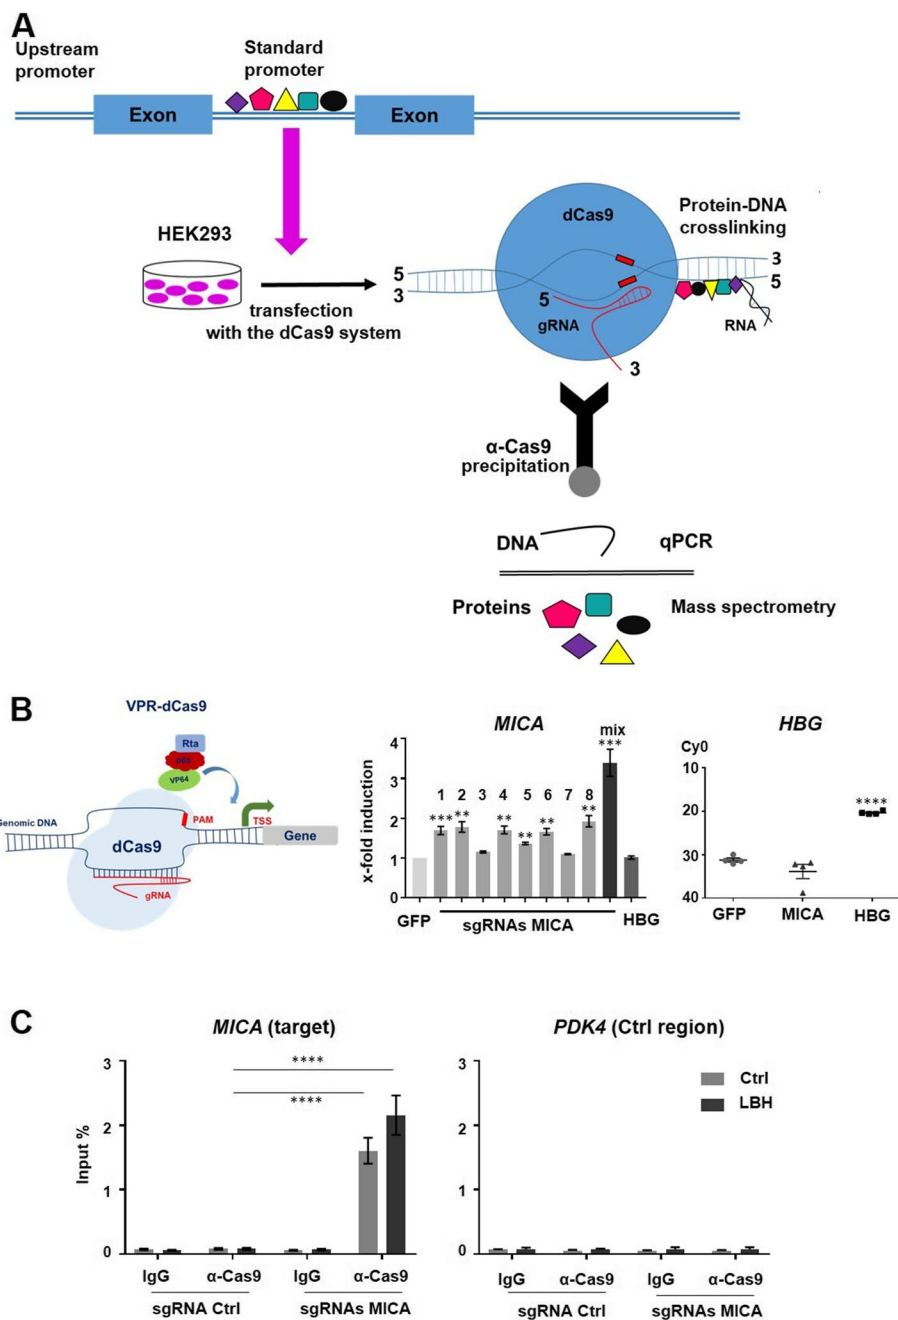 A
Upstream
promoter
Standard
promoter
Exon
Exon
HEK293
transfection
with the dCas9 system
dCas9
Protein-DNA
crosslinking
5
3
3
5
5
gRNA
RNA
3
α-Cas9
precipitation
DNA
qPCR
Proteins
Mass spectrometry
B
VPR-dCas9
Rta
p65
VP64
Genomic DNA
PAM
TSS
Gene
dCas9
gRNA
MICA
x-fold induction
4
3
2
1
0
mix
***
1 2 3 4 5 6 7 8
*** ** ** ** ** **
GFP
sgRNAs MICA
HBG
HBG
Cy0
10
20
30
40
****
GFP MICA HBG
C
MICA (target)
Input %
3
2
1
0
****
****
IgG α-Cas9 IgG α-Cas9
sgRNA Ctrl sgRNAs MICA
PDK4 (Ctrl region)
3
2
1
0
Ctrl
LBH
IgG α-Cas9 IgG α-Cas9
sgRNA Ctrl sgRNAs MICA